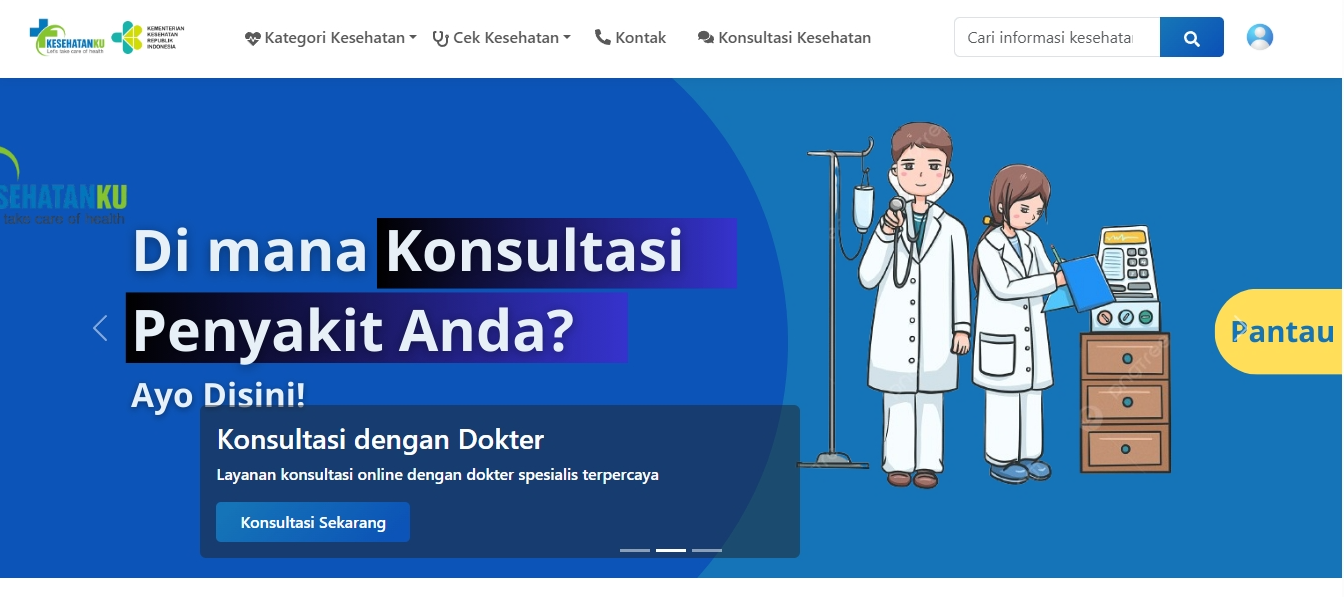 KESEHATANKU
Let's take care of health
KEMENTERIAN
KESEHATAN
REPUBLIK
INDONESIA
Kategori Kesehatan
Cek Kesehatan
Kontak
Konsultasi Kesehatan
Cari informasi kesehata
SEHATANKU
take care of health
Di mana Konsultasi
Penyakit Anda?
Ayo Disini!
Pantau
Konsultasi dengan Dokter
Layanan konsultasi online dengan dokter spesialis terpercaya
Konsultasi Sekarang